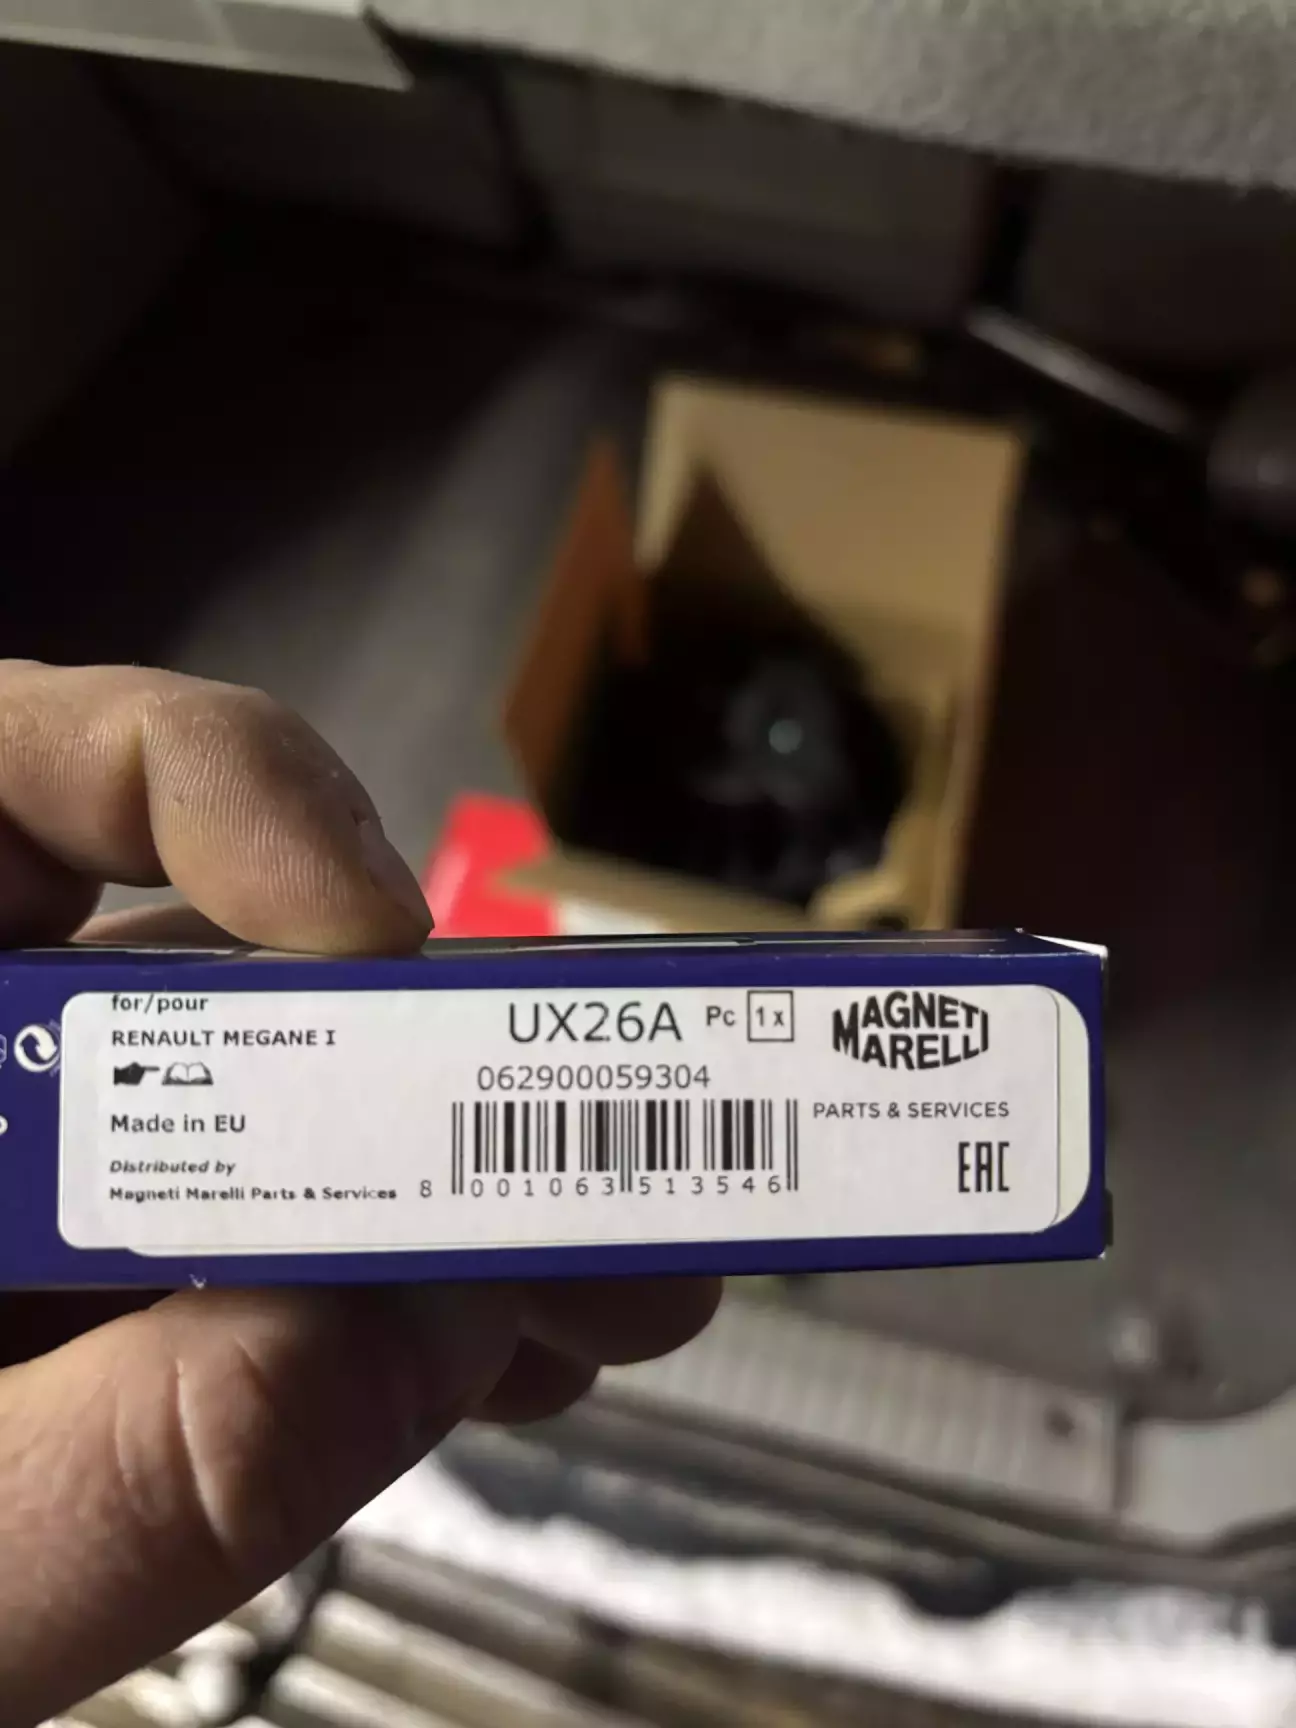 for/pour
RENAULT MEGANE I
Made in EU
Distributed by
Magneti Marelli Parts & Services
UX26A Pc 1 x
062900059304
8 001063 513546
MAGNETI
MARELLI
PARTS & SERVICES
EAC